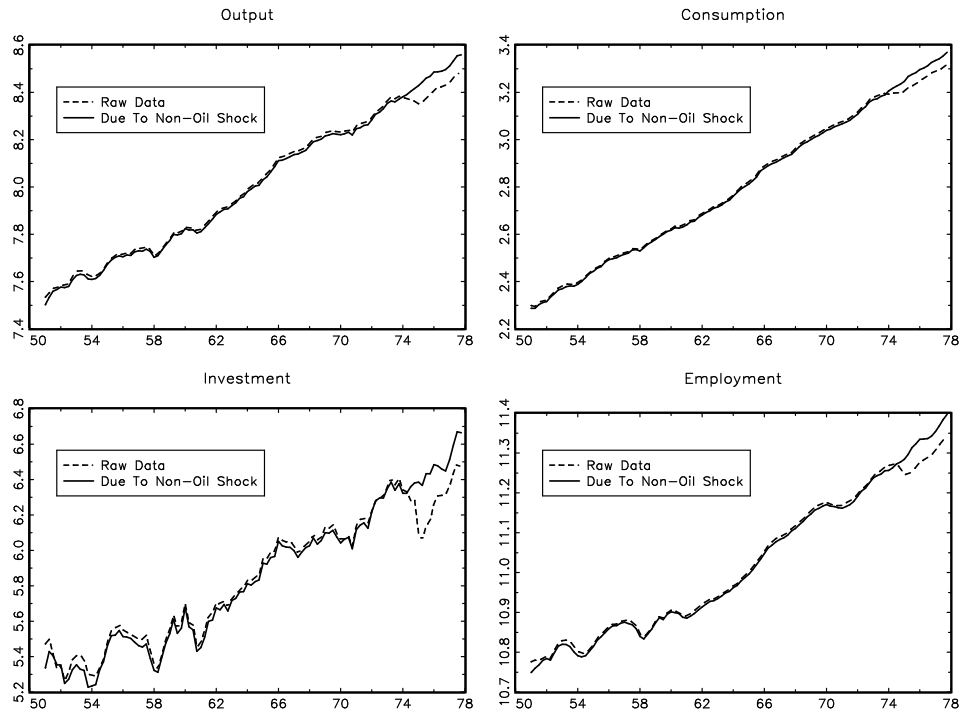 Output
8.6
8.4
8.2
8.0
7.8
7.6
7.4
Raw Data
Due To Non-Oil Shock
50 54 58 62 66 70 74 78
Consumption
3.4
3.2
3.0
2.8
2.6
2.4
2.2
Raw Data
Due To Non-Oil Shock
50 54 58 62 66 70 74 78
Investment
6.8
6.6
6.4
6.2
6.0
5.8
5.6
5.4
5.2
Raw Data
Due To Non-Oil Shock
50 54 58 62 66 70 74 78
Employment
11.4
11.3
11.2
11.1
11.0
10.9
10.8
10.7
Raw Data
Due To Non-Oil Shock
50 54 58 62 66 70 74 78